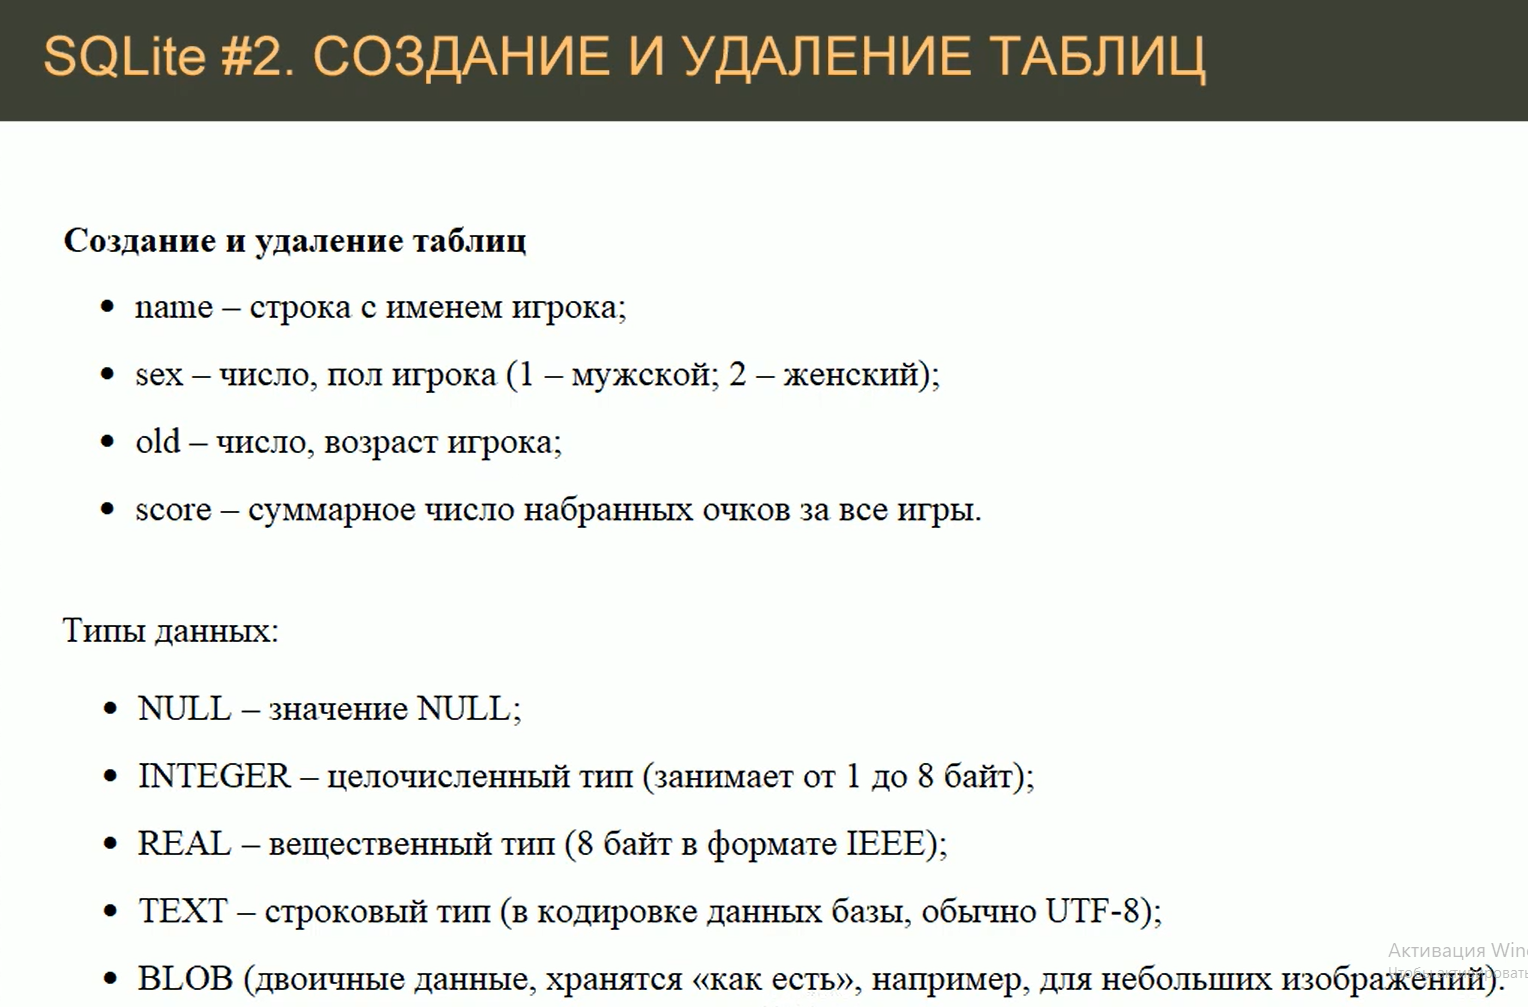 SQLite #2. СОЗДАНИЕ И УДАЛЕНИЕ ТАБЛИЦ
Создание и удаление таблиц
• name – строка с именем игрока;
• sex – число, пол игрока (1 – мужской; 2 – женский);
• old – число, возраст игрока;
• score – суммарное число набранных очков за все игры.
Типы данных:
• NULL – значение NULL;
• INTEGER – целочисленный тип (занимает от 1 до 8 байт);
• REAL – вещественный тип (8 байт в формате IEEE);
• TEXT – строковый тип (в кодировке данных базы, обычно UTF-8);
Активация Win
• BLOB (двоичные данные, хранятся «как есть», например, для небольших изображений).